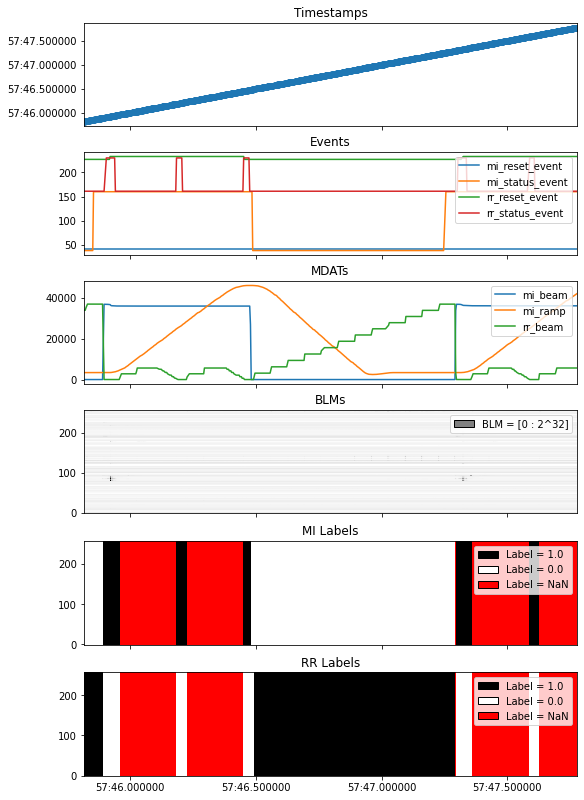 Timestamps
57:47.500000
57:47.000000
57:46.500000
57:46.000000
Events
200
150
100
50
mi_reset_event
mi_status_event
rr_reset_event
rr_status_event
MDATs
40000
20000
0
mi_beam
mi_ramp
rr_beam
BLMs
200
100
0
BLM = [0 : 2^32]
MI Labels
200
100
0
Label = 1.0
Label = 0.0
Label = NaN
RR Labels
200
100
0
Label = 1.0
Label = 0.0
Label = NaN
57:46.000000 57:46.500000 57:47.000000 57:47.500000